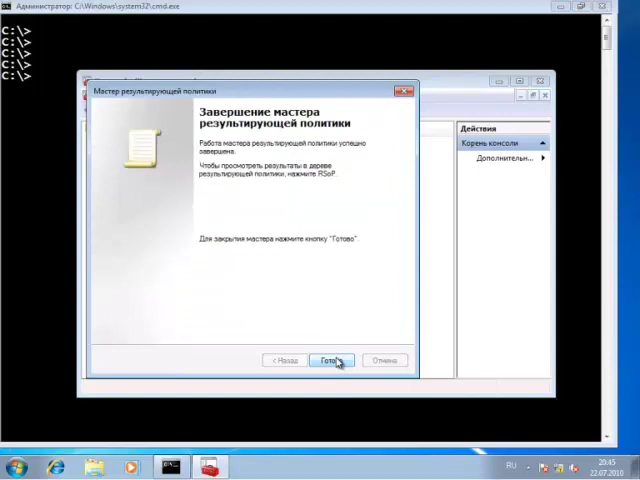 Администратор: C:\Windows\system32\cmd.exe
C:\>
C:\>
C:\>
C:\>
C:\>
Мастер результирующей политики
Завершение мастера
результирующей политики
Работа мастера результирующей политики успешно
завершена.
Чтобы просмотреть результаты в дереве
результирующей политики, нажмите RSoP.
Для закрытия мастера нажмите кнопку "Готово".
< Назад
Отмена
Действия
Корень консоли
Дополнительн...
RU
20:45
22.07.2010